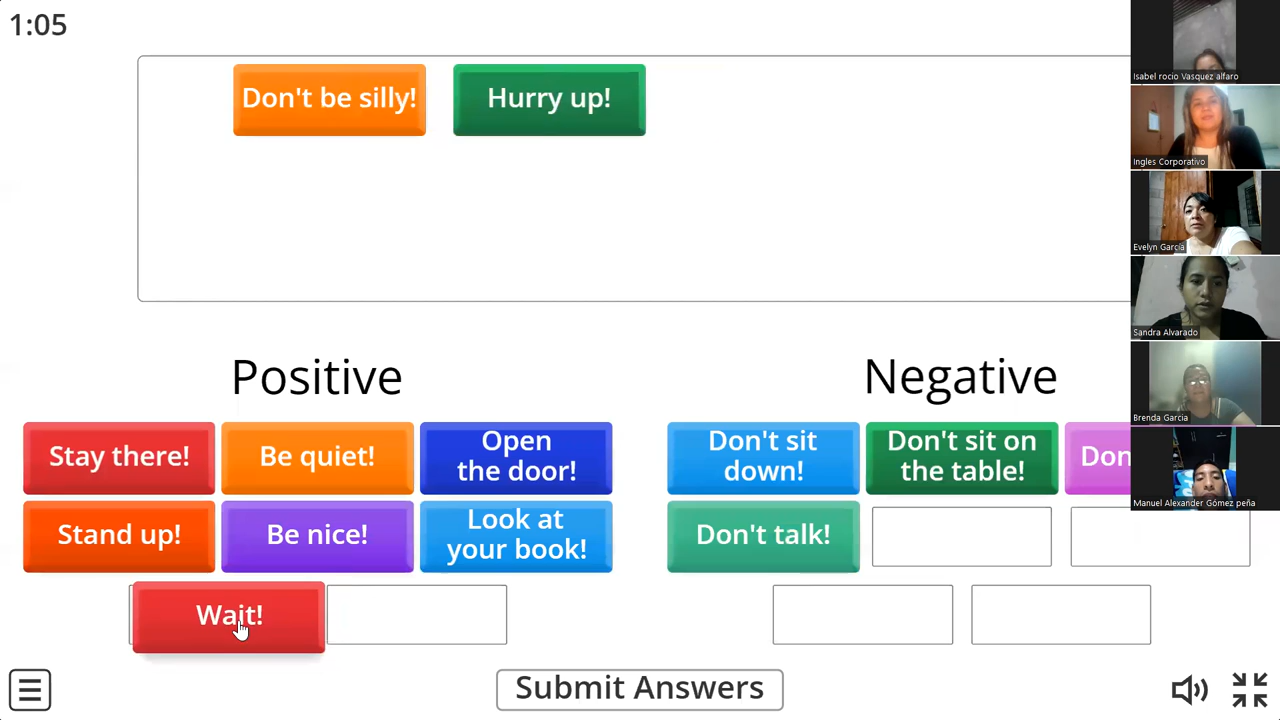 1:05
Don't be silly!
Hurry up!
Isabel rocio Vasquez alfaro
Ingles Corporativo
Evelyn García
Sandra Alvarado
Brenda Garcia
Manuel Alexander Gómez peña
Positive
Negative
Stay there!
Be quiet!
Open
the door!
Don't sit
down!
Don't sit on
the table!
Don
Stand up!
Be nice!
Look at
your book!
Don't talk!
Wait!
Submit Answers